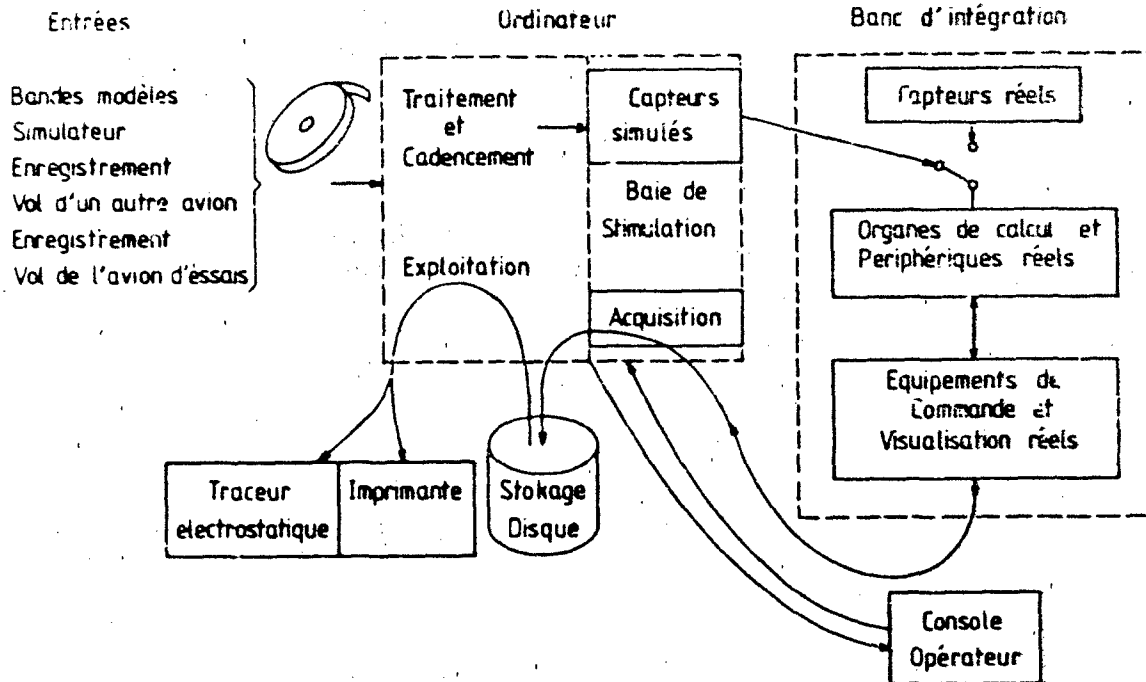 Entrées
Ordinateur
Banc d'intégration
Bandes modèles
Simulateur
Enregistrement
Vol d'un autre avion
Enregistrement
Vol de l'avion d'éssais
Traitement
et
Cadencement
Exploitation
Capteurs
simulés
Baie de
Stimulation
Acquisition
Capteurs réels
Organes de calcul et
Periphériques réels
Equipements de
Commande et
Visualisation réels
Traceur
electrostatique
Imprimante
Stokage
Disque
Console
Opérateur